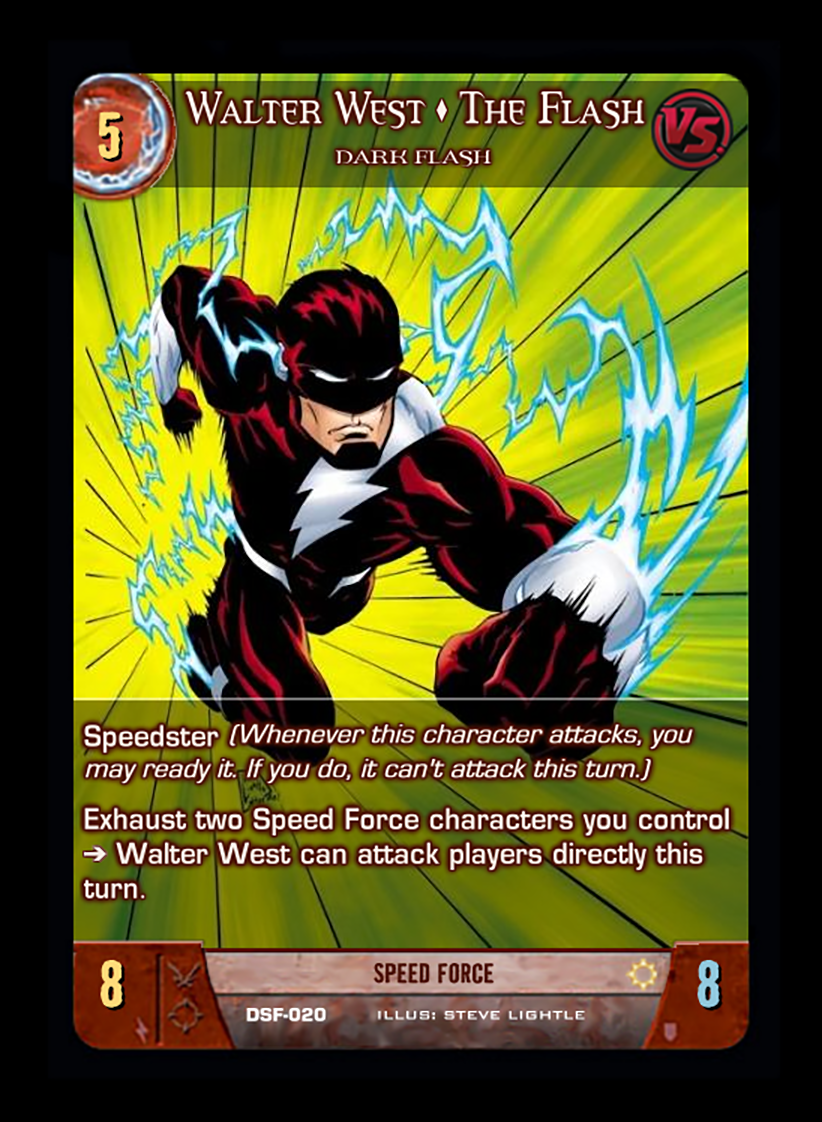 5
WALTER WEST ♦ THE FLASH
VS.
DARK FLASH
Speedster (Whenever this character attacks, you
may ready it. If you do, it can't attack this turn.)
Exhaust two Speed Force characters you control
➔ Walter West can attack players directly this
turn.
8
SPEED FORCE
8
DSF-020 ILLUS: STEVE LIGHTLE